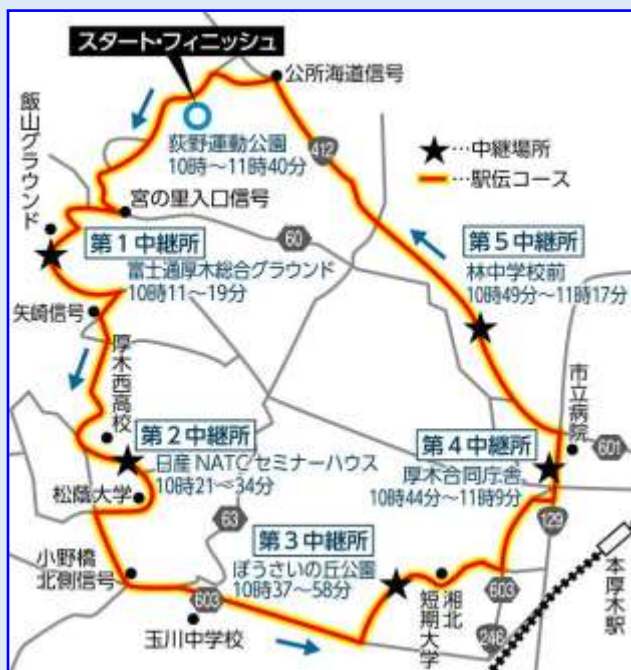 スタート・フィニッシュ
公所海道信号
飯山グラウンド
荻野運動公園
10時～11時40分
412
★…中継場所
…駅伝コース
宮の里入口信号
60
第1中継所
富士通厚木総合グラウンド
10時11～19分
第5中継所
林中学校前
10時49分～11時17分
矢崎信号
厚木西高校
市立病院
第2中継所
日産NATCセミナーハウス
10時21～34分
第4中継所
厚木合同庁舎
10時44分～11時9分
601
松蔭大学
63
129
第3中継所
ぼうさいの丘公園
10時37～58分
小野橋
北側信号
603
玉川中学校
湘北
短期大学
603
246
本厚木駅